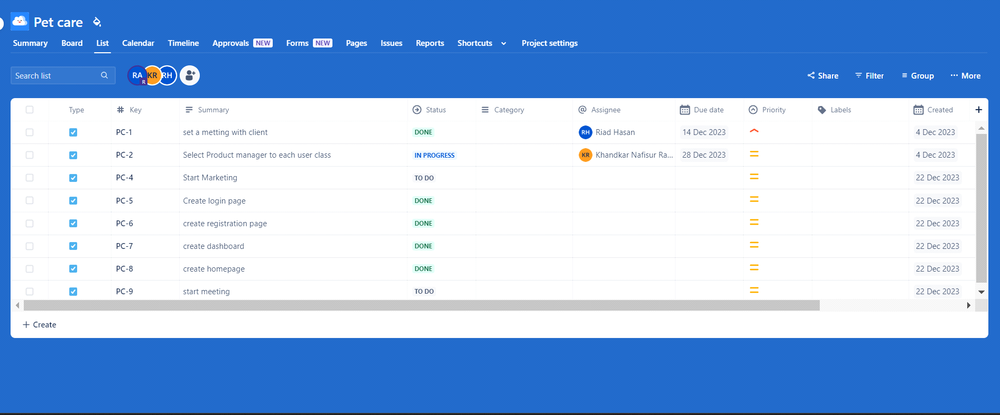 Pet care
Summary Board List Calendar Timeline Approvals NEW Forms NEW Pages Issues Reports Shortcuts Project settings
Search list RA R KR RH Share Filter Group More
Type Key Summary Status Category Assignee Due date Priority Labels Created
PC-1 set a metting with client DONE RH Riad Hasan 14 Dec 2023 4 Dec 2023
PC-2 Select Product manager to each user class IN PROGRESS KR Khandkar Nafisur Ra... 28 Dec 2023 4 Dec 2023
PC-4 Start Marketing TO DO 22 Dec 2023
PC-5 Create login page DONE 22 Dec 2023
PC-6 create registration page DONE 22 Dec 2023
PC-7 create dashboard DONE 22 Dec 2023
PC-8 create homepage DONE 22 Dec 2023
PC-9 start meeting TO DO 22 Dec 2023
Create